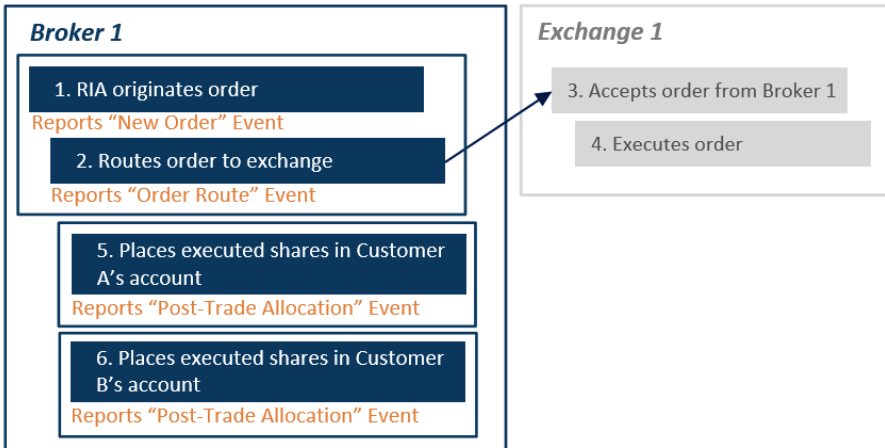 Broker 1
1. RIA originates order
Reports “New Order” Event
2. Routes order to exchange
Reports “Order Route” Event
5. Places executed shares in Customer
A’s account
Reports “Post-Trade Allocation” Event
6. Places executed shares in Customer
B’s account
Reports “Post-Trade Allocation” Event
Exchange 1
3. Accepts order from Broker 1
4. Executes order